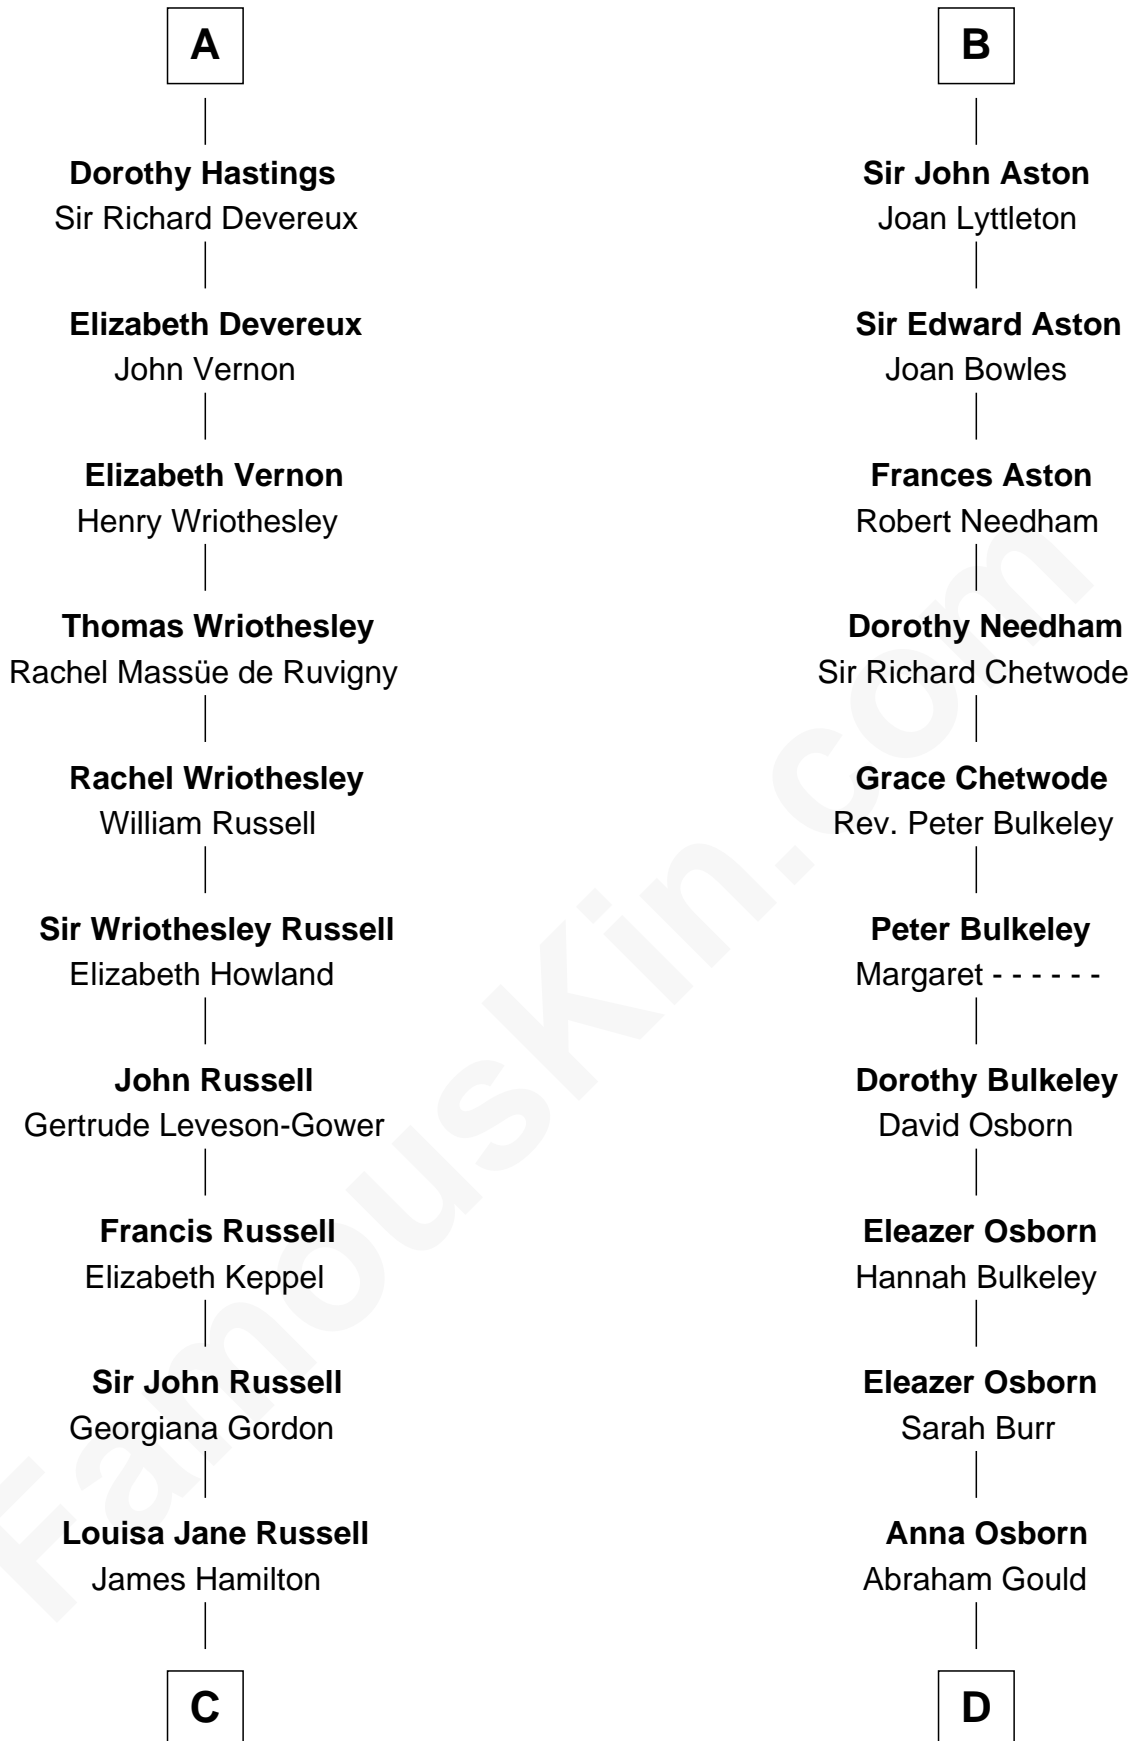 A
Dorothy Hastings
Sir Richard Devereux
Elizabeth Devereux
John Vernon
Elizabeth Vernon
Henry Wriothesley
Thomas Wriothesley
Rachel Massüe de Ruvigny
Rachel Wriothesley
William Russell
Sir Wriothesley Russell
Elizabeth Howland
John Russell
Gertrude Leveson-Gower
Francis Russell
Elizabeth Keppel
Sir John Russell
Georgiana Gordon
Louisa Jane Russell
James Hamilton
C
B
Sir John Aston
Joan Lyttleton
Sir Edward Aston
Joan Bowles
Frances Aston
Robert Needham
Dorothy Needham
Sir Richard Chetwode
Grace Chetwode
Rev. Peter Bulkeley
Peter Bulkeley
Margaret - - - - - -
Dorothy Bulkeley
David Osborn
Eleazer Osborn
Hannah Bulkeley
Eleazer Osborn
Sarah Burr
Anna Osborn
Abraham Gould
D
FamousKin.com